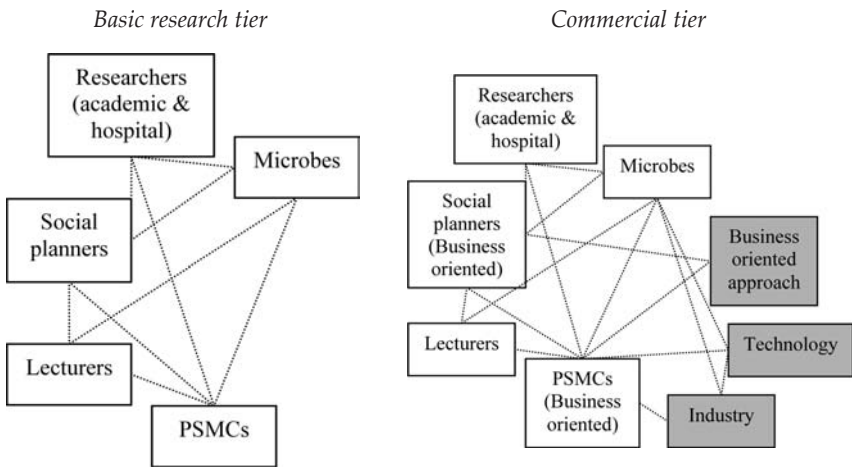 Basic research tier
Researchers
(academic &
hospital)
Microbes
Social
planners
Lecturers
PSMCs
Commercial tier
Researchers
(academic &
hospital)
Microbes
Social
planners
(Business
oriented)
Business
oriented
approach
Lecturers
Technology
PSMCs
(Business
oriented)
Industry